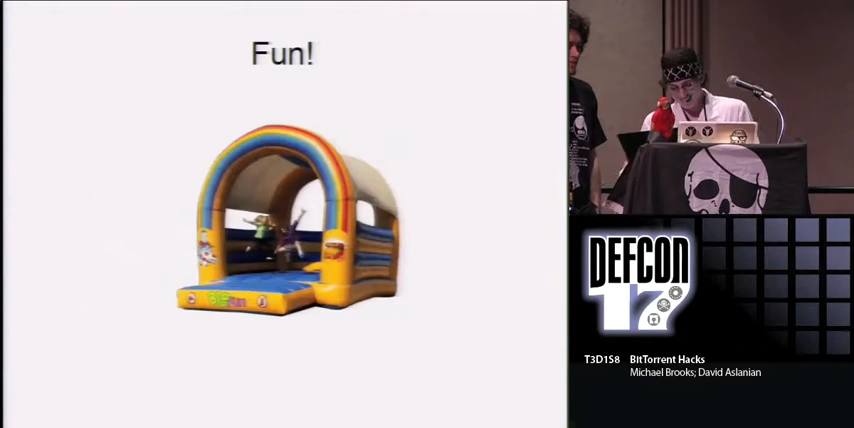 Fun!
DEFCON
17
T3D1S8 BitTorrent Hacks
Michael Brooks; David Aslanian